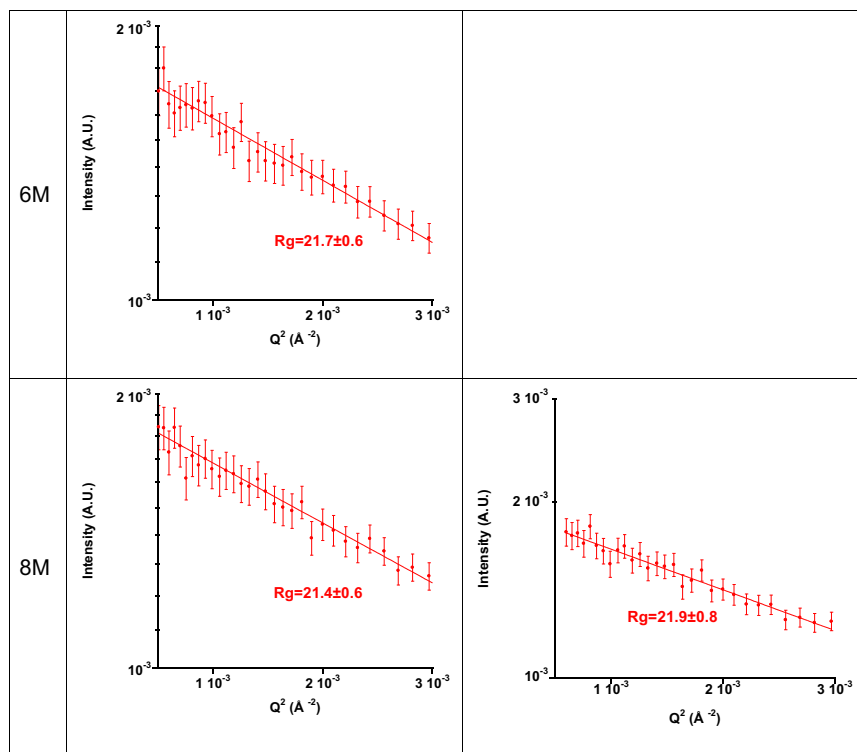 6M
2 10⁻³
Intensity (A.U.)
Rg=21.7±0.6
10⁻³
1 10⁻³
2 10⁻³
3 10⁻³
Q² (Å ⁻²)
8M
2 10⁻³
Intensity (A.U.)
Rg=21.4±0.6
10⁻³
1 10⁻³
2 10⁻³
3 10⁻³
Q² (Å ⁻²)
3 10⁻³
2 10⁻³
Intensity (A.U.)
Rg=21.9±0.8
10⁻³
1 10⁻³
2 10⁻³
3 10⁻³
Q² (Å ⁻²)